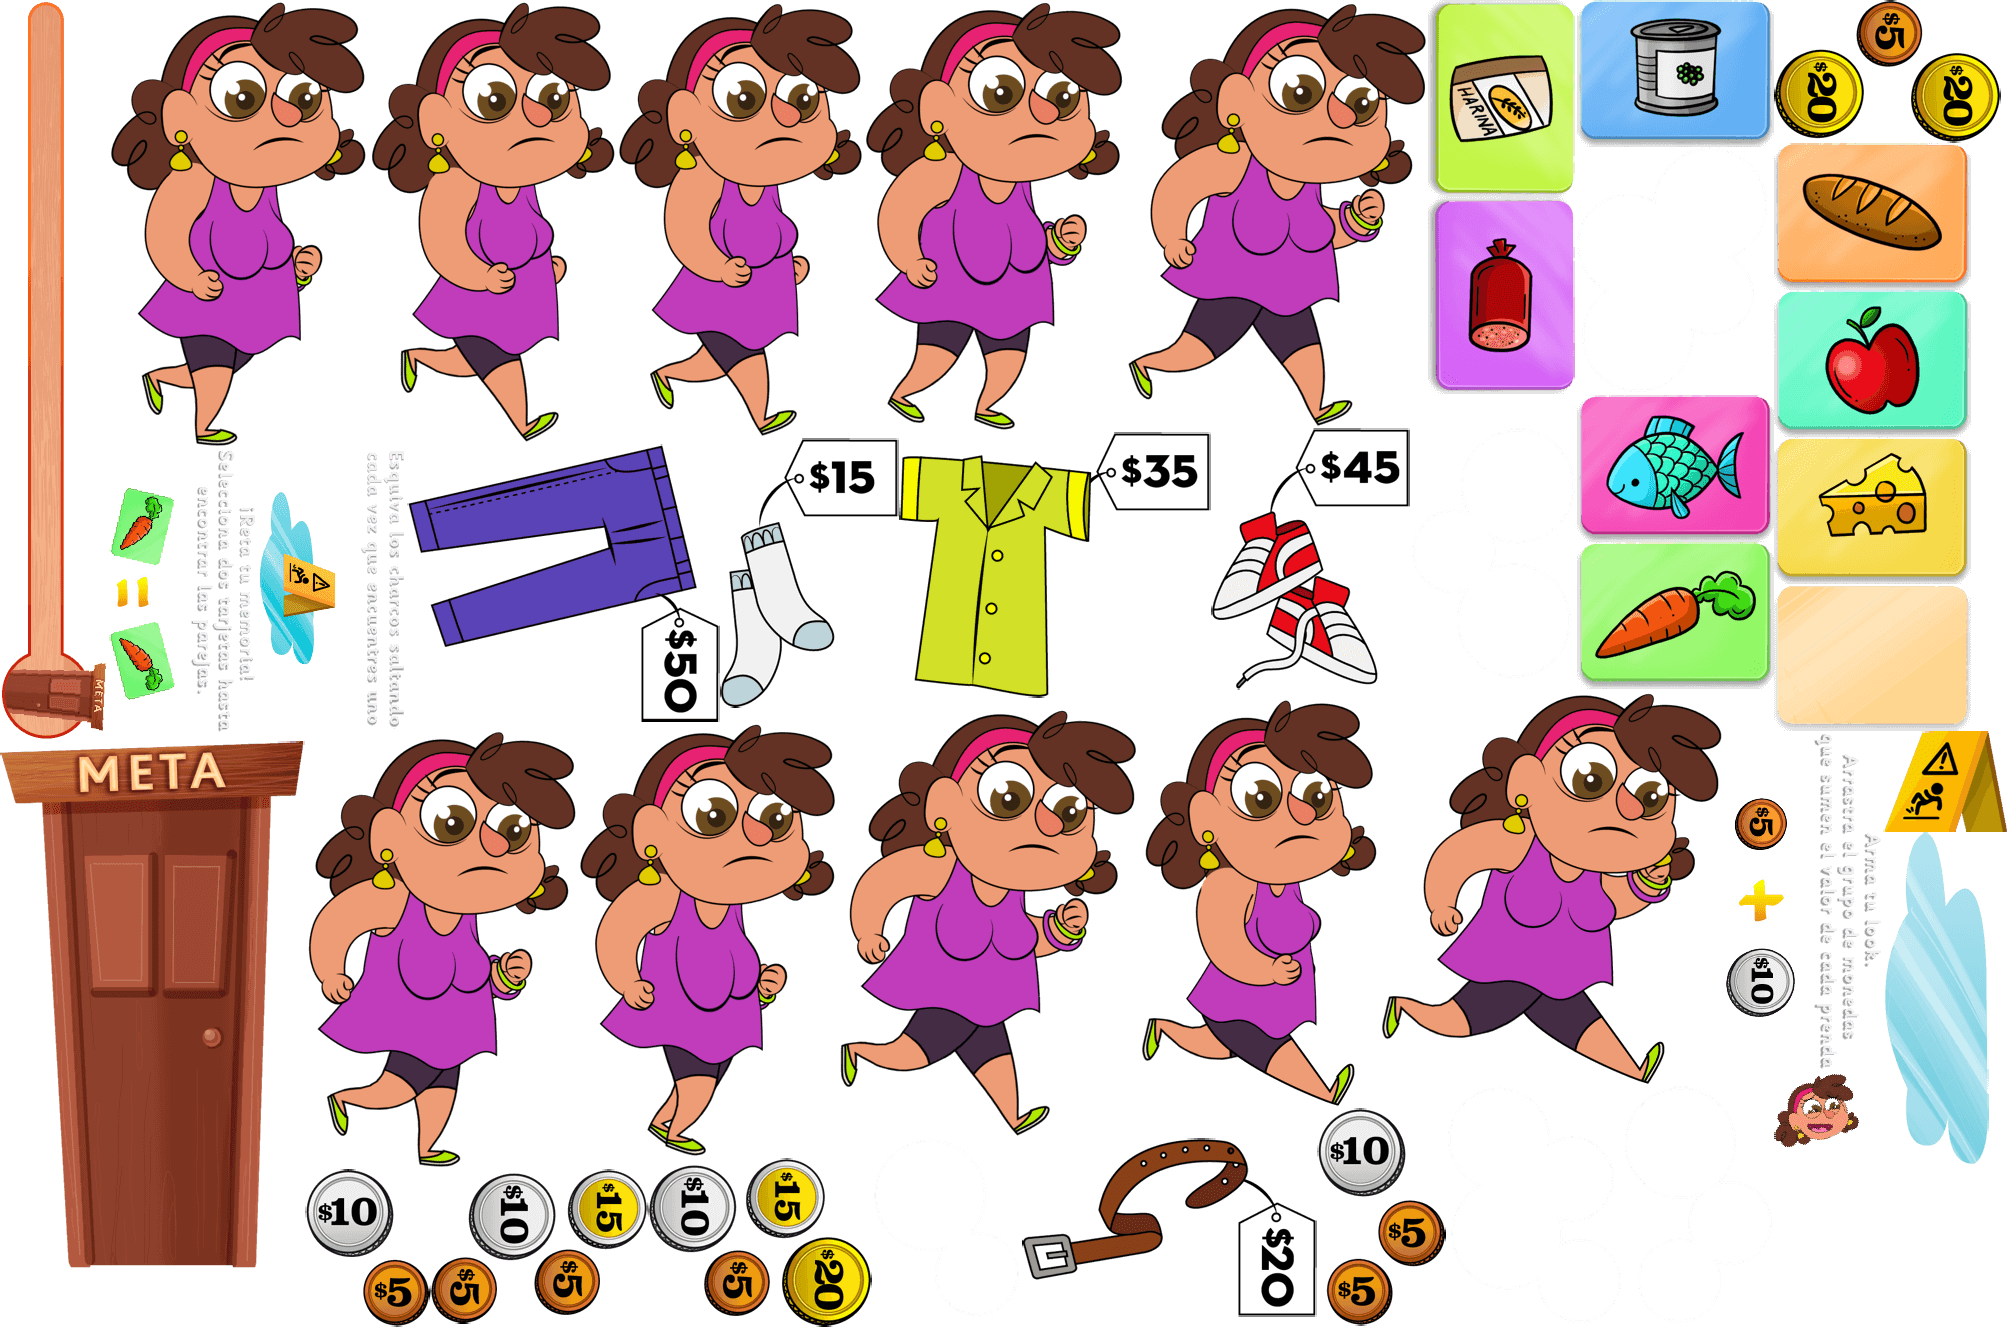 HARINA
$5
$20
$20
$15
$35
$45
$50
¡Reta tu memoria!
Selecciona dos tarjetas hasta
encontrar las parejas.
Esquiva los charcos saltando
cada vez que encuentres uno
META
META
Arma tu look.
Arrastra el grupo de monedas
que sumen el valor de cada prenda
$5
+
$10
$10
$5
$10
$5
$15
$5
$10
$5
$15
$20
$20
$10
$5
$5